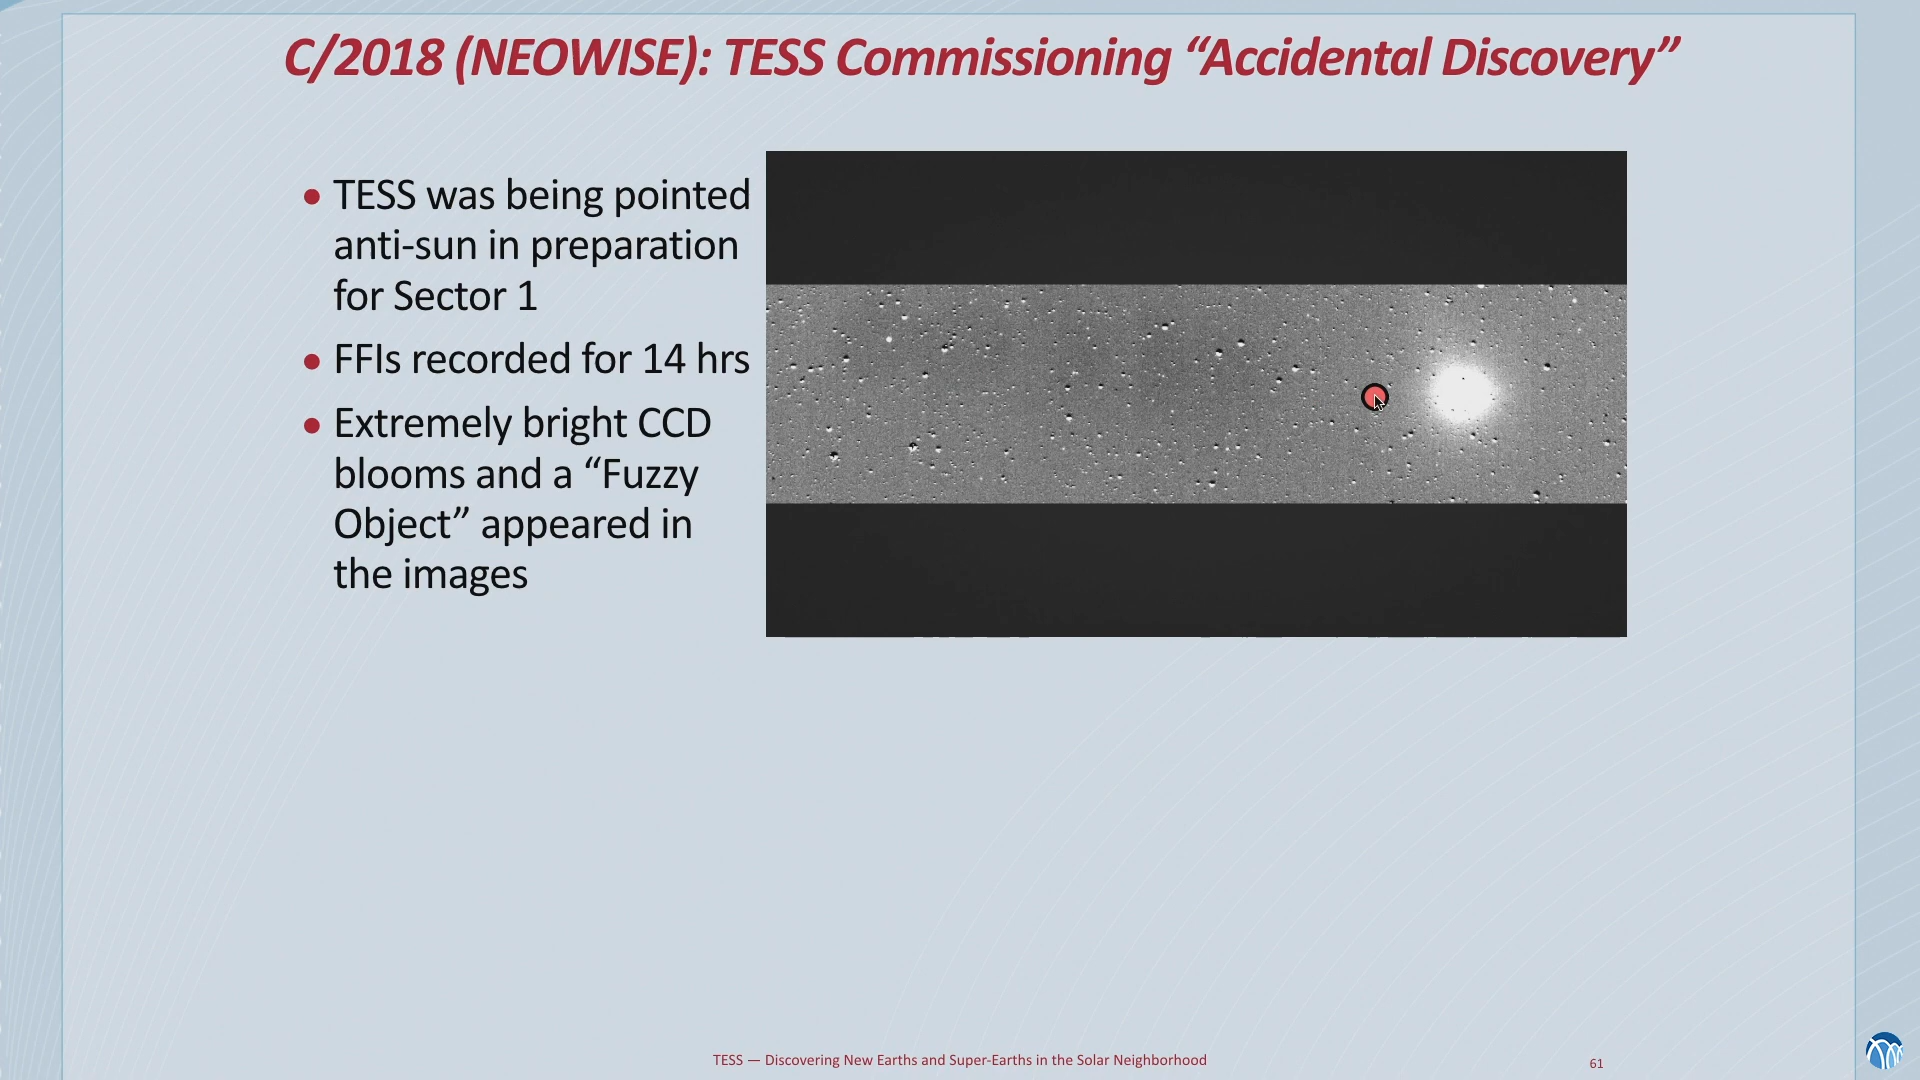 C/2018 (NEOWISE): TESS Commissioning “Accidental Discovery”
• TESS was being pointed
anti-sun in preparation
for Sector 1
• FFIs recorded for 14 hrs
• Extremely bright CCD
blooms and a “Fuzzy
Object” appeared in
the images
TESS — Discovering New Earths and Super-Earths in the Solar Neighborhood
61